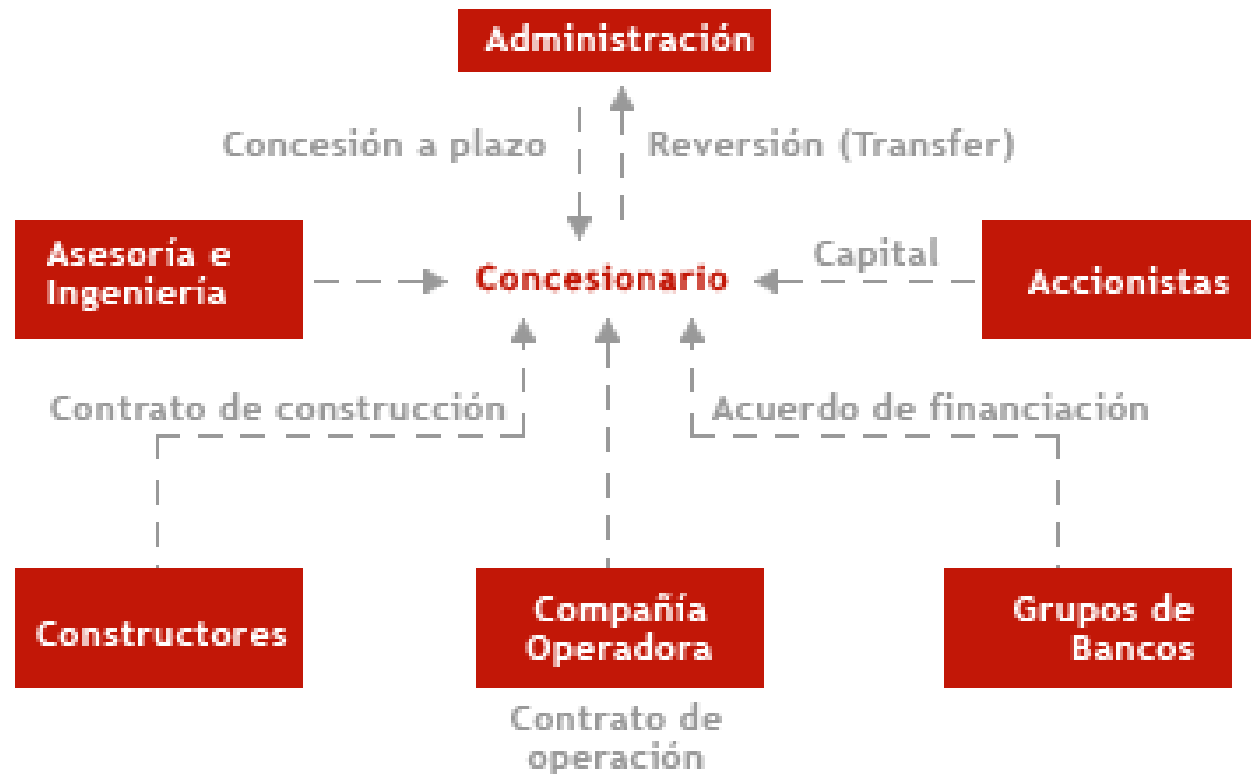 Administración
Concesión a plazo
Reversión (Transfer)
Asesoría e
Ingeniería
Concesionario
Capital
Accionistas
Contrato de construcción
Acuerdo de financiación
Constructores
Compañía
Operadora
Grupos de
Bancos
Contrato de
operación